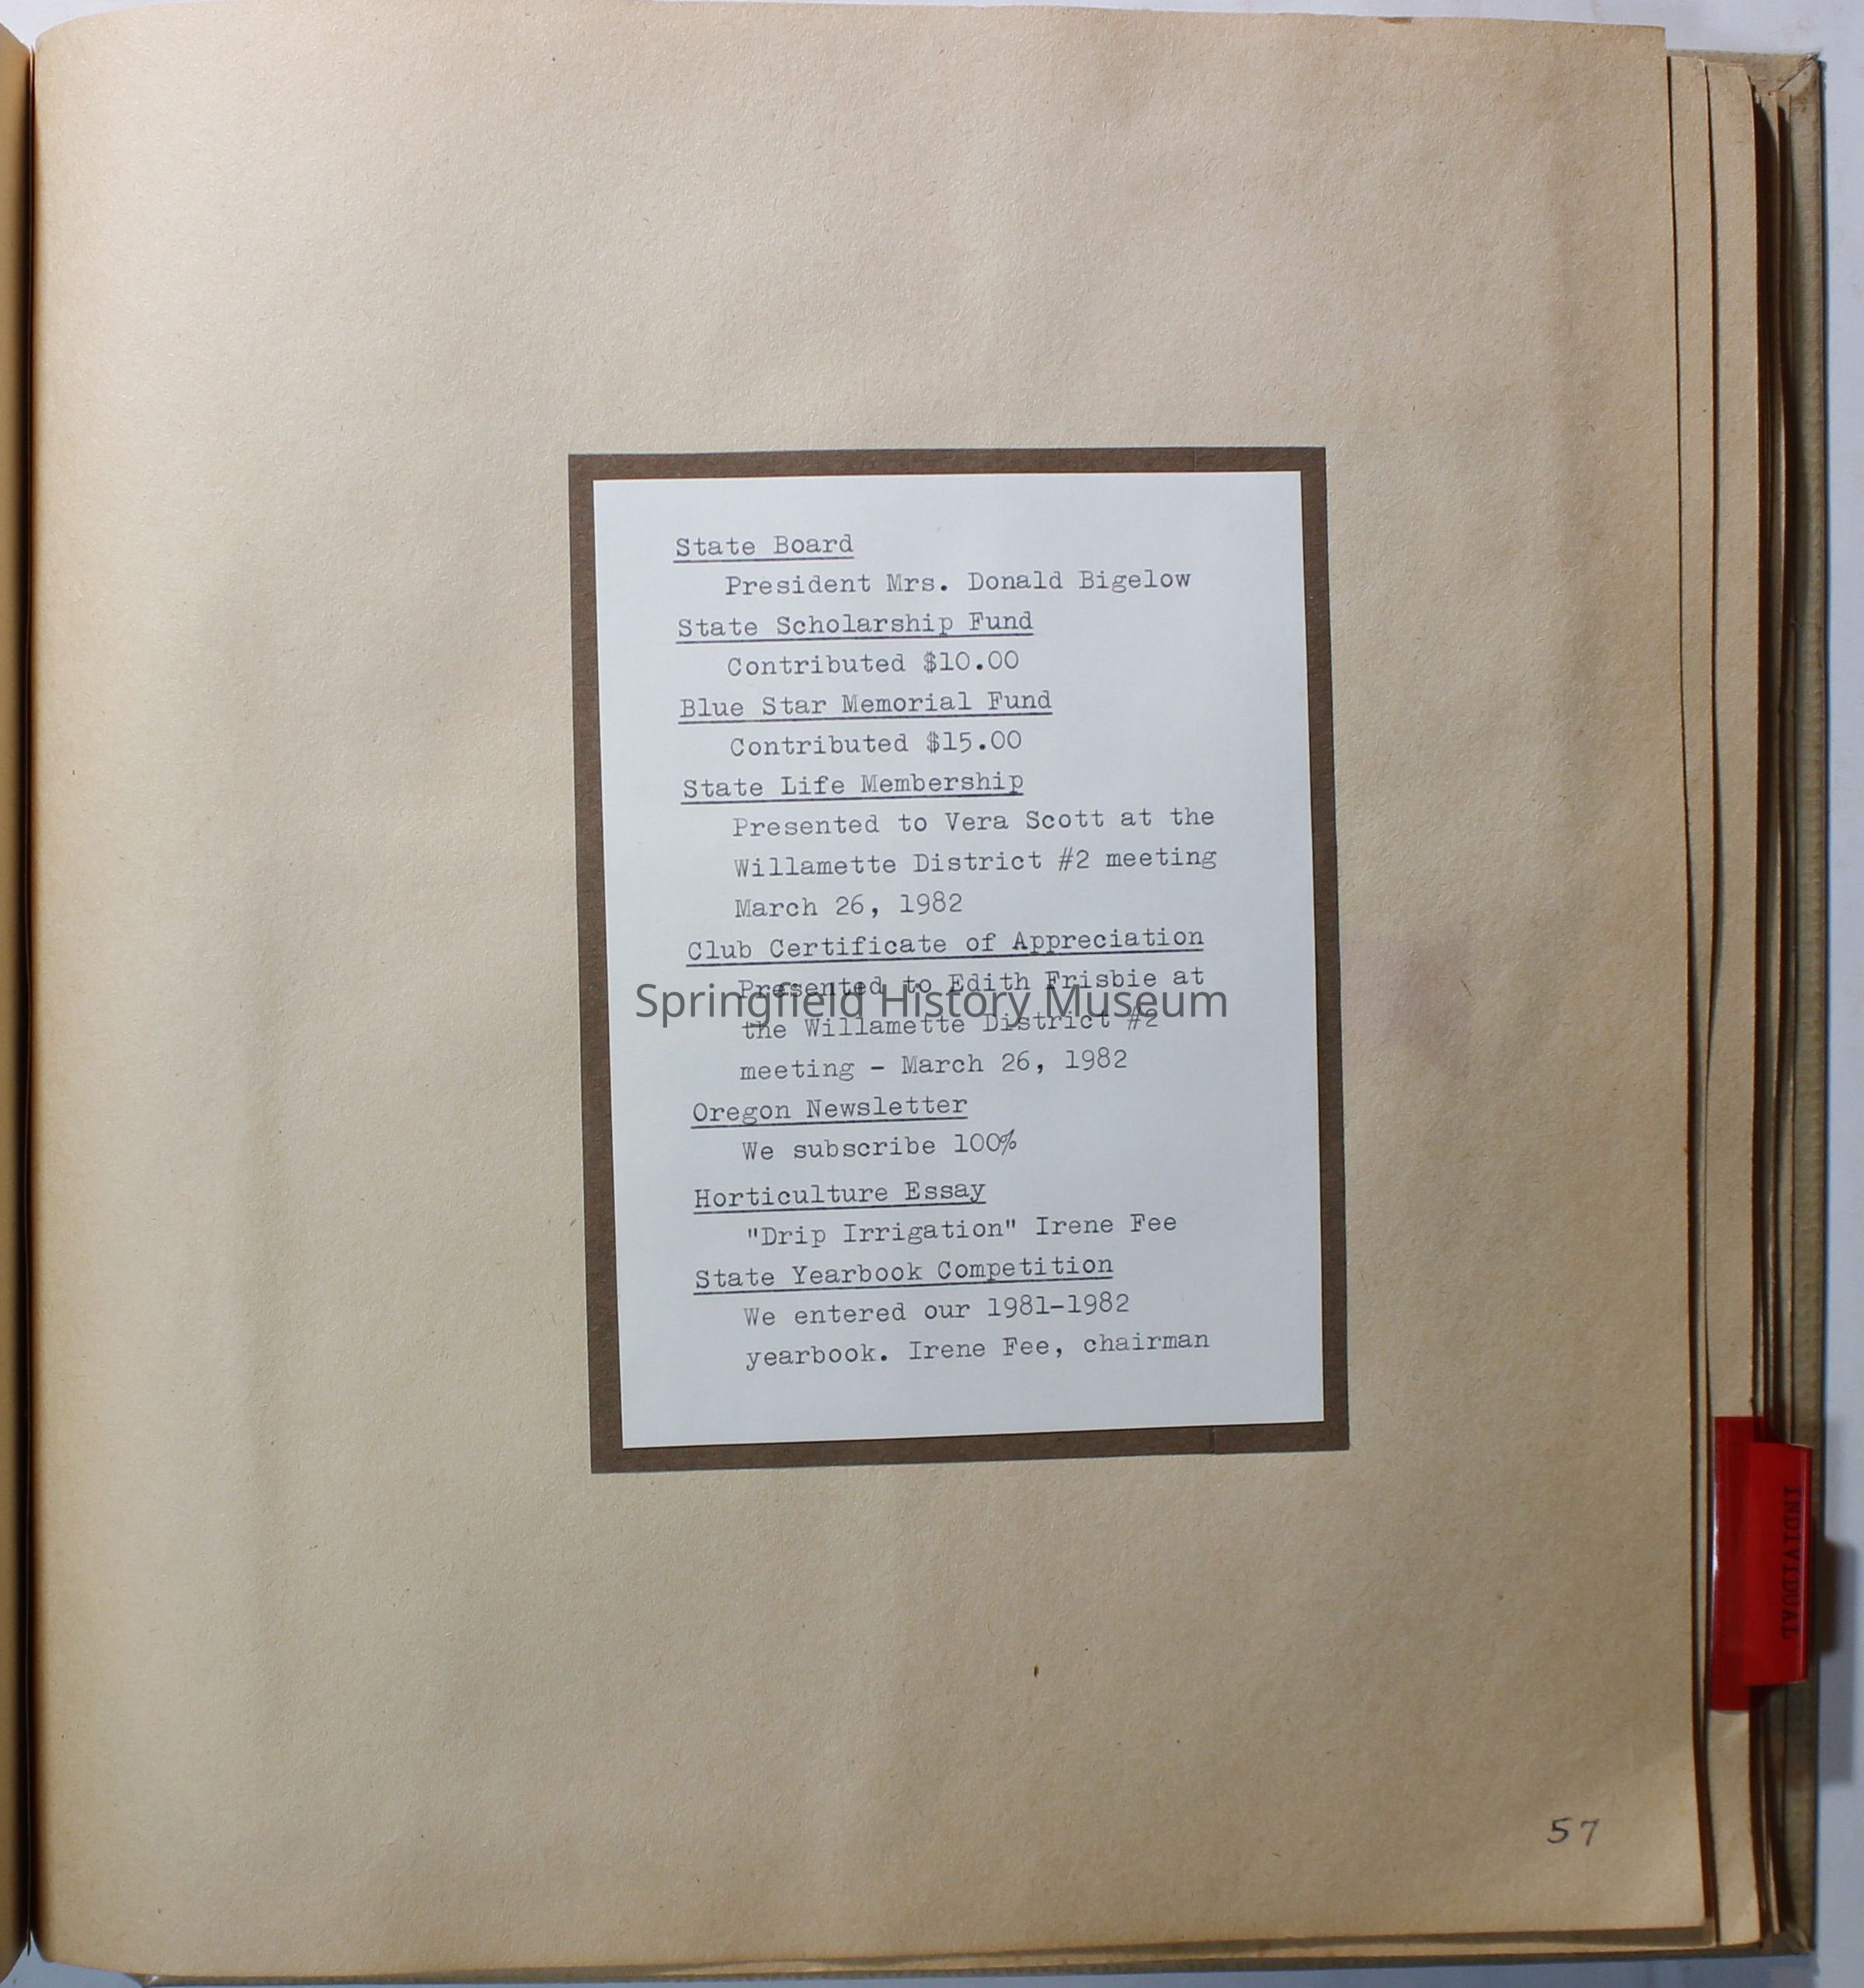 State Board
President Mrs. Donald Bigelow
State Scholarship Fund
Contributed $10.00
Blue Star Memorial Fund
Contributed $15.00
State Life Membership
Presented to Vera Scott at the
Willamette District #2 meeting
March 26, 1982
Club Certificate of Appreciation
Presented to Edith Frisbie at
Springfield History Museum
the Willamette District #2
meeting - March 26, 1982
Oregon Newsletter
We subscribe 100%
Horticulture Essay
"Drip Irrigation" Irene Fee
State Yearbook Competition
We entered our 1981-1982
yearbook. Irene Fee, chairman
INDIVIDUAL
57